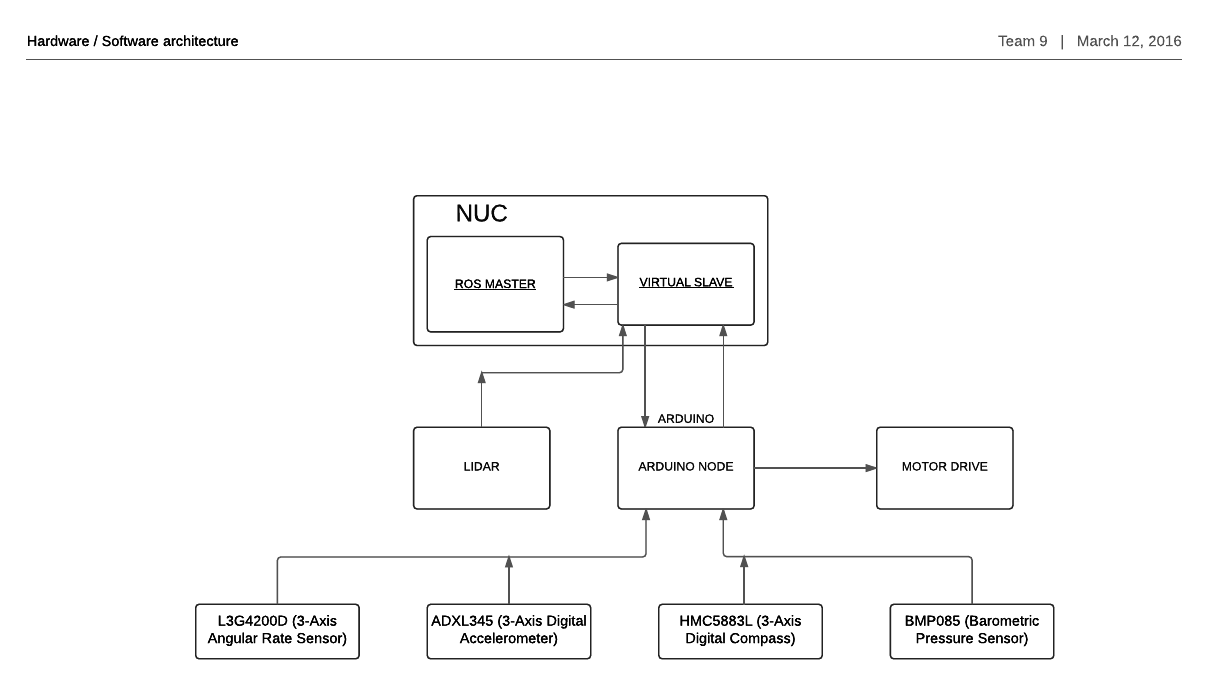 Hardware / Software architecture
Team 9 | March 12, 2016
NUC
ROS MASTER
VIRTUAL SLAVE
ARDUINO
LIDAR
ARDUINO NODE
MOTOR DRIVE
L3G4200D (3-Axis
Angular Rate Sensor)
ADXL345 (3-Axis Digital
Accelerometer)
HMC5883L (3-Axis
Digital Compass)
BMP085 (Barometric
Pressure Sensor)